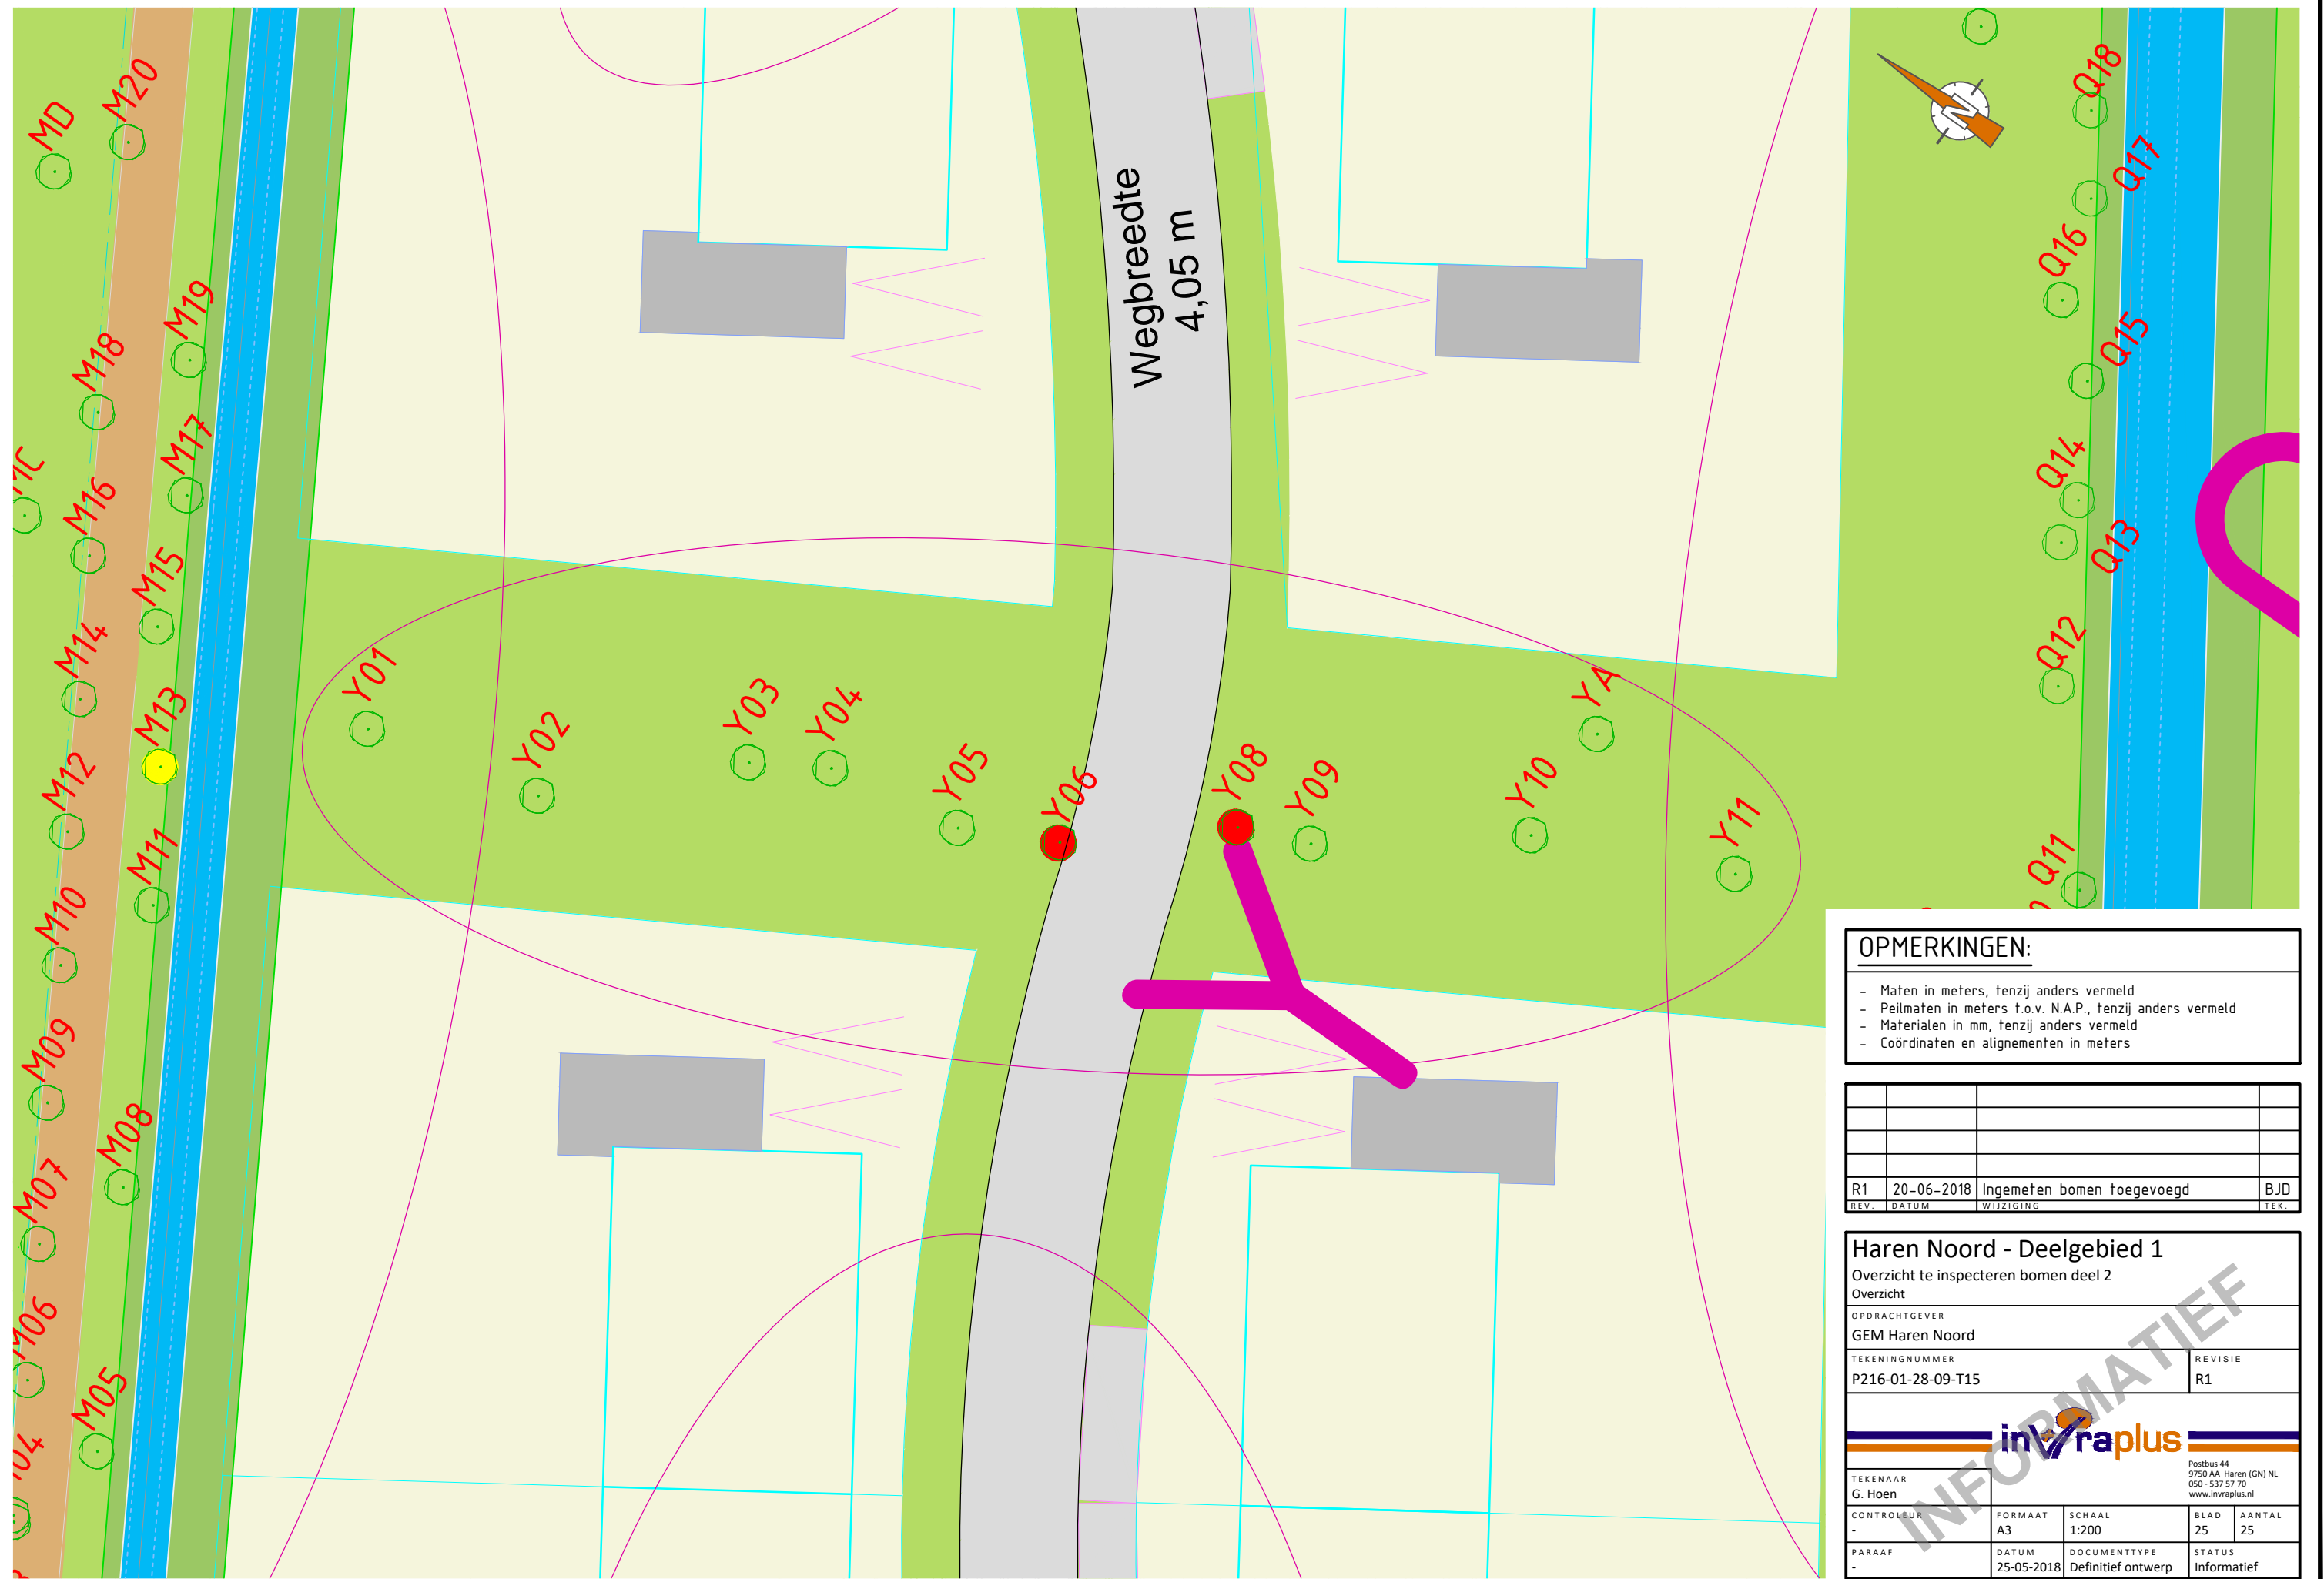 MD
M20
M19
M18
M17
MC
M16
M15
M14
M13
M12
M11
M10
M09
M08
M07
M06
M05
04
Wegbreedte
4,05 m
Y01
Y02
Y03
Y04
Y05
Y06
Y08
Y09
Y10
YA
Y11
Q18
Q17
Q16
Q15
Q14
Q13
Q12
Q11
OPMERKINGEN:
- Maten in meters, tenzij anders vermeld
- Peilmaten in meters t.o.v. N.A.P., tenzij anders vermeld
- Materialen in mm, tenzij anders vermeld
- Coördinaten en alignementen in meters
R1 20-06-2018 Ingemeten bomen toegevoegd BJD
REV. DATUM WIJZIGING TEK.
Haren Noord - Deelgebied 1
Overzicht te inspecteren bomen deel 2
Overzicht
OPDRACHTGEVER
GEM Haren Noord
TEKENINGNUMMER REVISIE
P216-01-28-09-T15 R1
invraplus
Postbus 44
9750 AA Haren (GN) NL
050 - 537 57 70
www.invraplus.nl
TEKENAAR
G. Hoen
CONTROLEUR FORMAAT SCHAAL BLAD AANTAL
- A3 1:200 25 25
PARAAF DATUM DOCUMENTTYPE STATUS
- 25-05-2018 Definitief ontwerp Informatief
INFORMATIEF